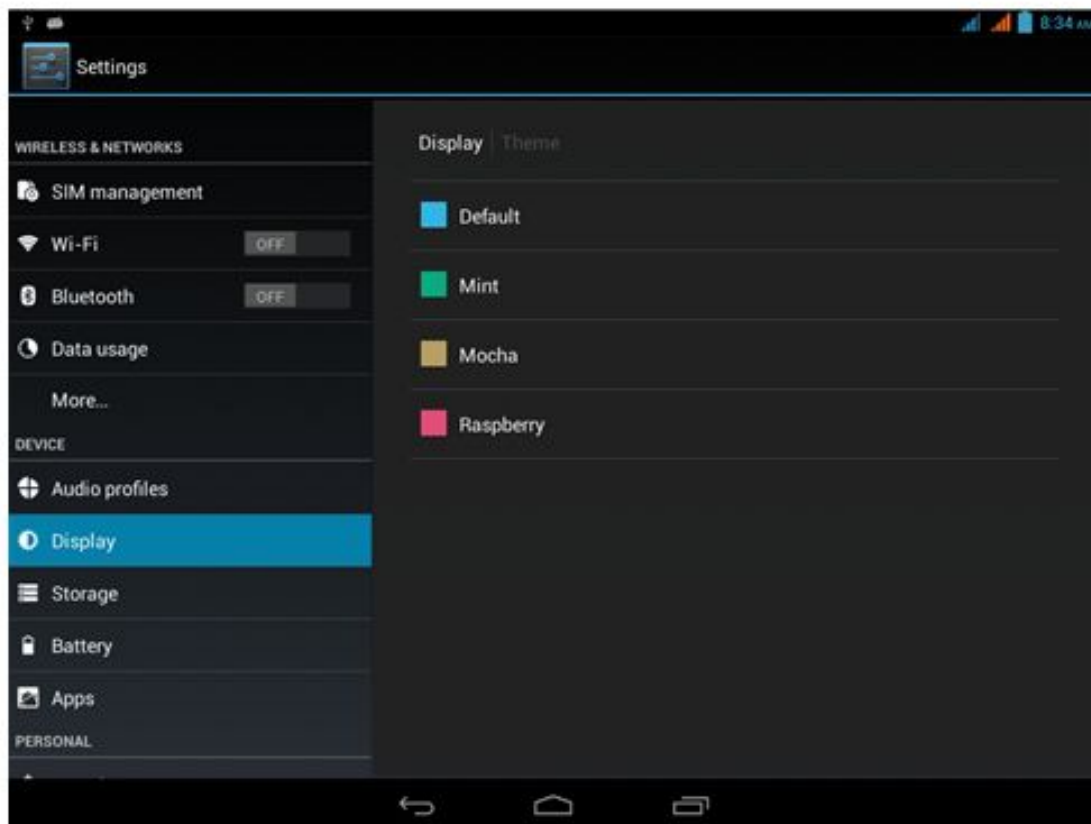 8:34 AM
Settings
WIRELESS & NETWORKS
SIM management
Wi-Fi OFF
Bluetooth OFF
Data usage
More...
DEVICE
Audio profiles
Display
Storage
Battery
Apps
PERSONAL
Display Theme
Default
Mint
Mocha
Raspberry